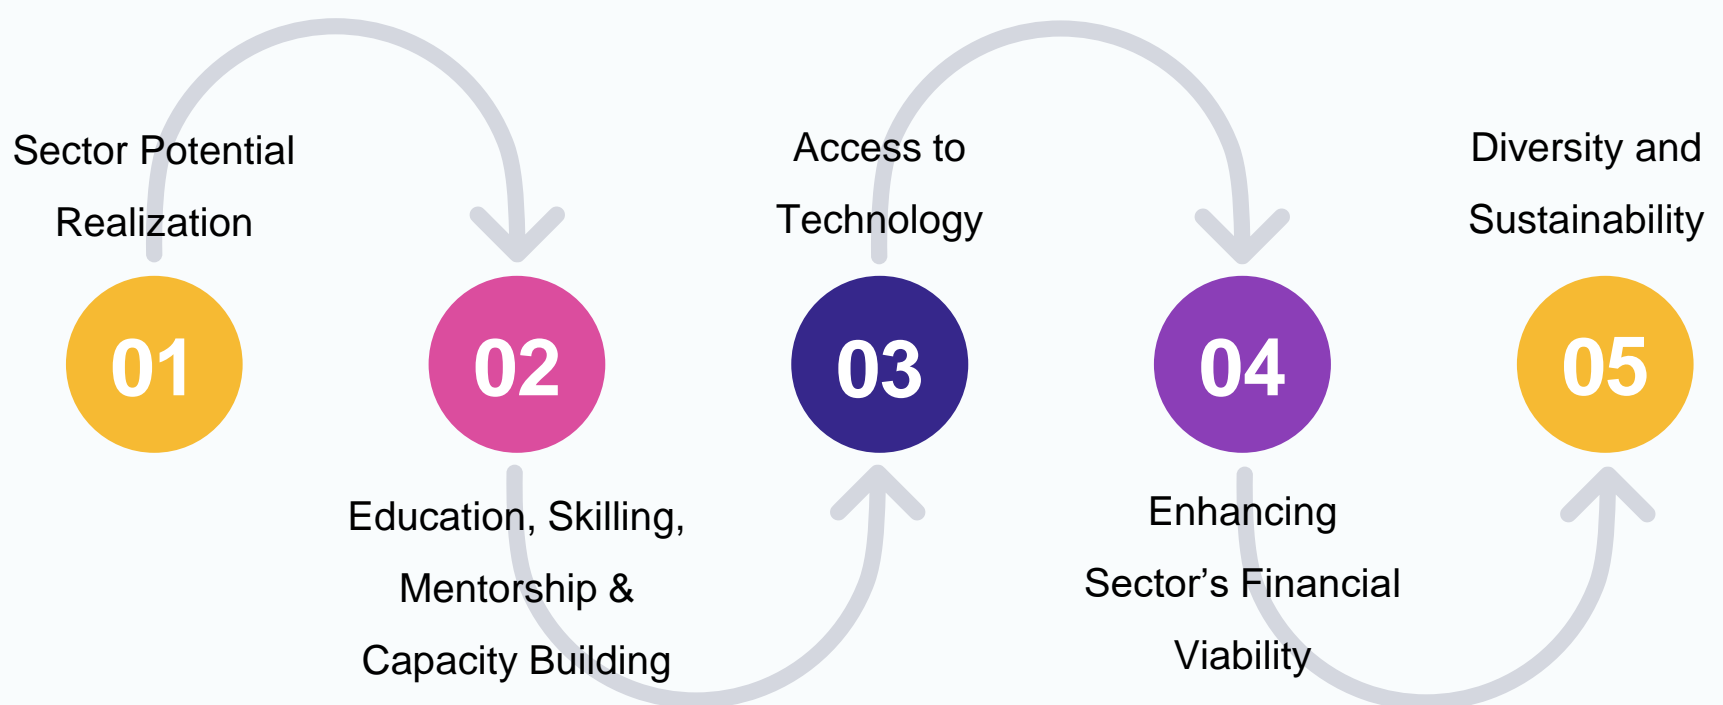 Sector Potential
Realization
01
02
Education, Skilling,
Mentorship &
Capacity Building
Access to
Technology
03
04
Enhancing
Sector’s Financial
Viability
Diversity and
Sustainability
05